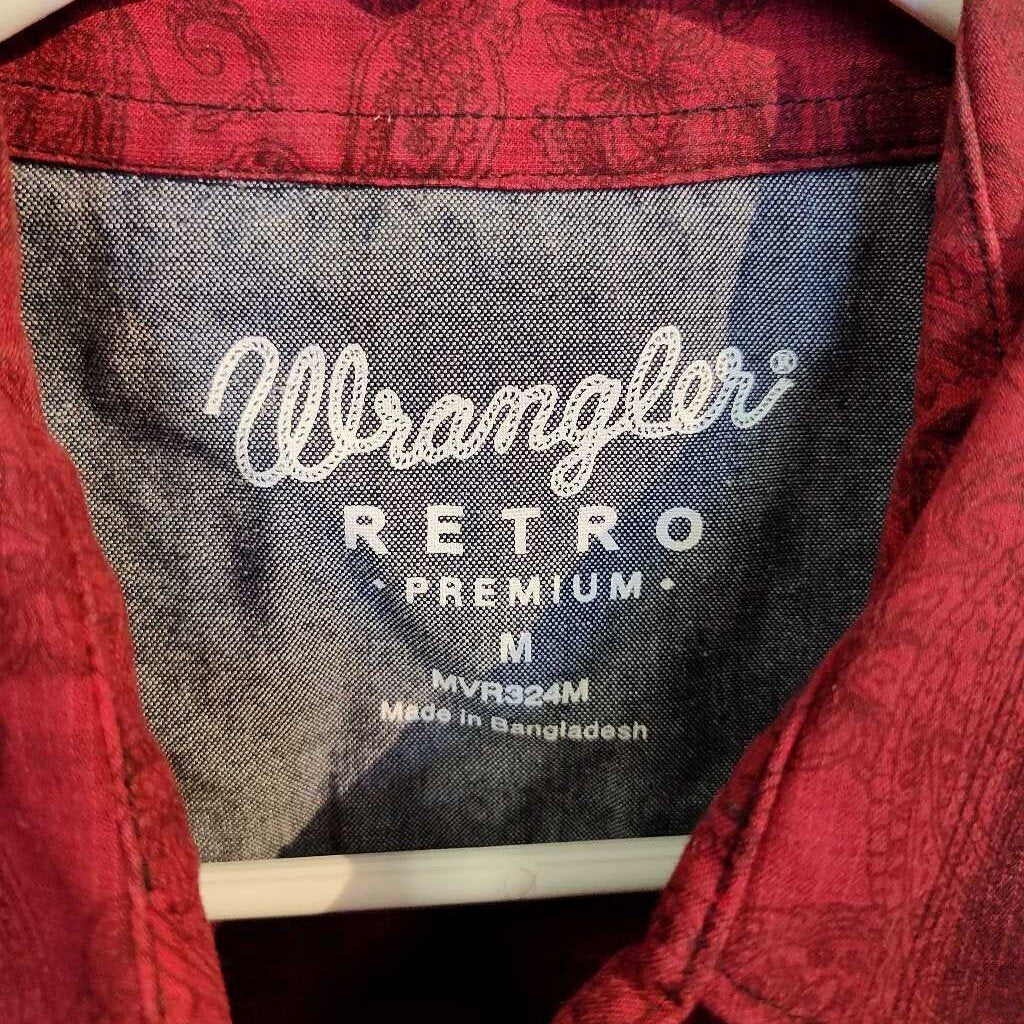 Wrangler®
RETRO
• PREMIUM •
M
MVR324M
Made in Bangladesh